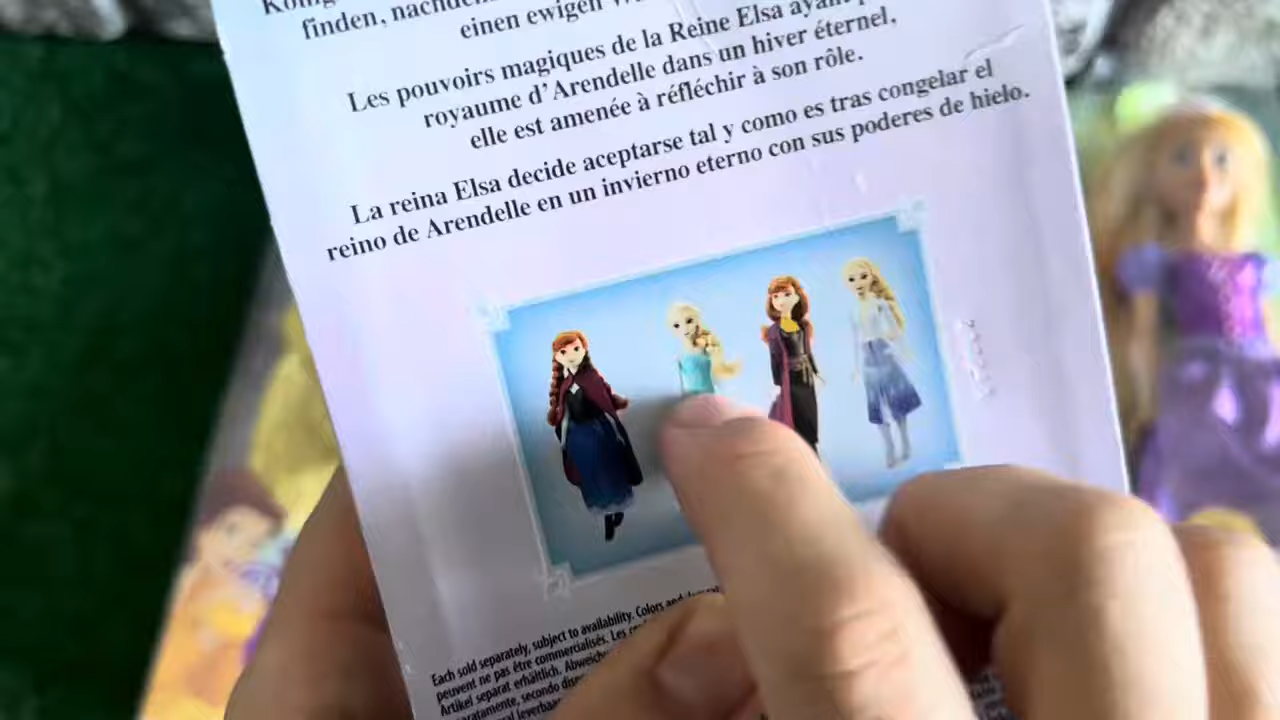 finden, nachdem
einen ewigen
Les pouvoirs magiques de la Reine Elsa ayant
royaume d'Arendelle dans un hiver éternel,
elle est amenée à réfléchir à son rôle.
La reina Elsa decide aceptarse tal y como es tras congelar el
reino de Arendelle en un invierno eterno con sus poderes de hielo.
Each sold separately, subject to availability. Colors and
peuvent ne pas être commercialisés. Les
Artikel separat erhältlich.